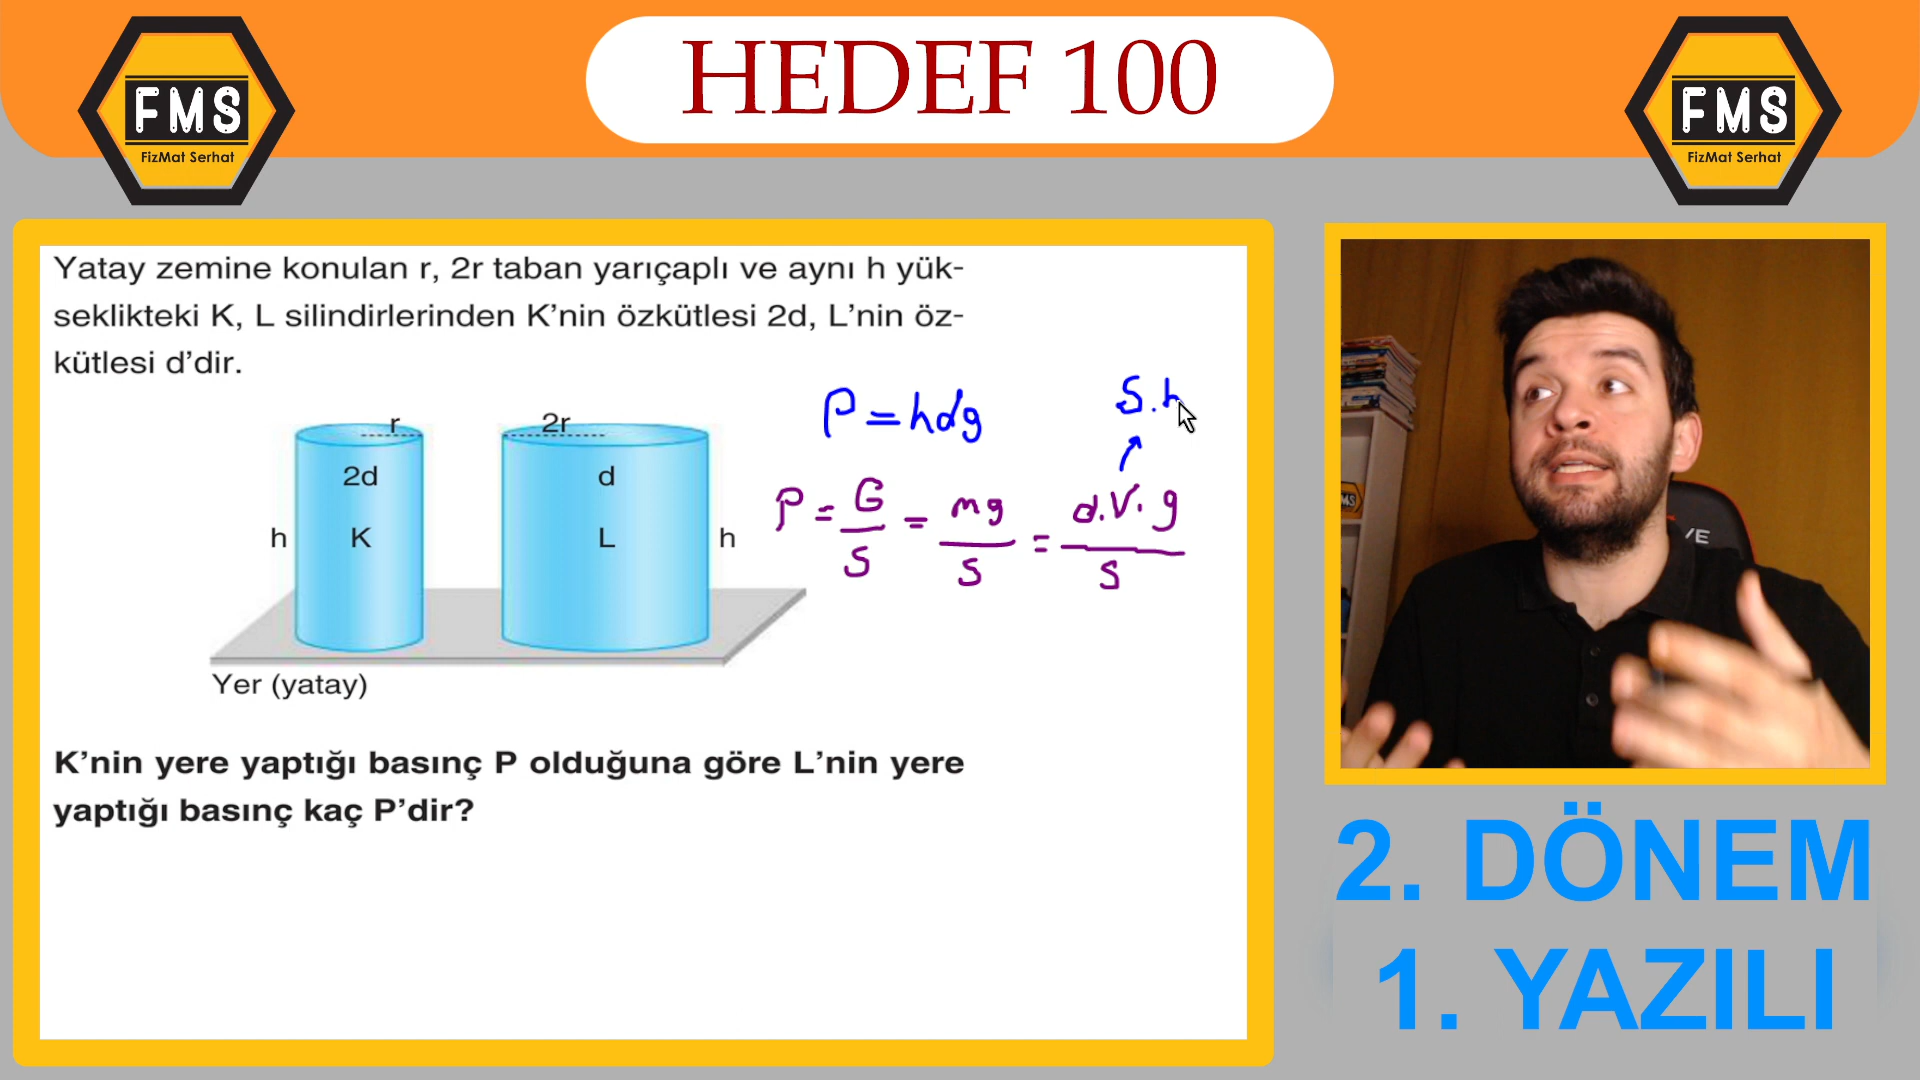 HEDEF 100
FMS
FizMat Serhat
FMS
FizMat Serhat
Yatay zemine konulan r, 2r taban yarıçaplı ve aynı h yük-
seklikteki K, L silindirlerinden K'nin özkütlesi 2d, L'nin öz-
kütlesi d'dir.
r
2r
2d
d
h
K
L
h
Yer (yatay)
P = hdg
S.h
P = G/S = mg/S = d.V.g/S
K'nin yere yaptığı basınç P olduğuna göre L'nin yere
yaptığı basınç kaç P'dir?
2. DÖNEM
1. YAZILI